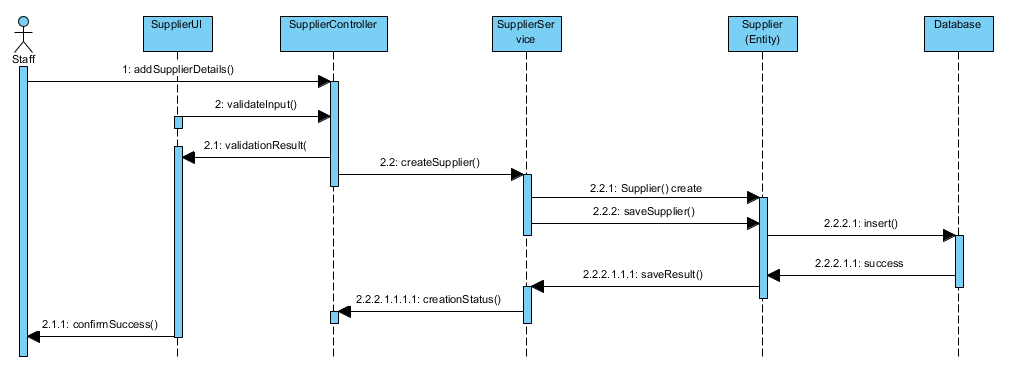 Staff
SupplierUI
SupplierController
SupplierSer
vice
Supplier
(Entity)
Database
1: addSupplierDetails()
2: validateInput()
2.1: validationResult(
2.2: createSupplier()
2.2.1: Supplier() create
2.2.2: saveSupplier()
2.2.2.1: insert()
2.2.2.1.1: success
2.2.2.1.1.1: saveResult()
2.2.2.1.1.1.1: creationStatus()
2.1.1: confirmSuccess()